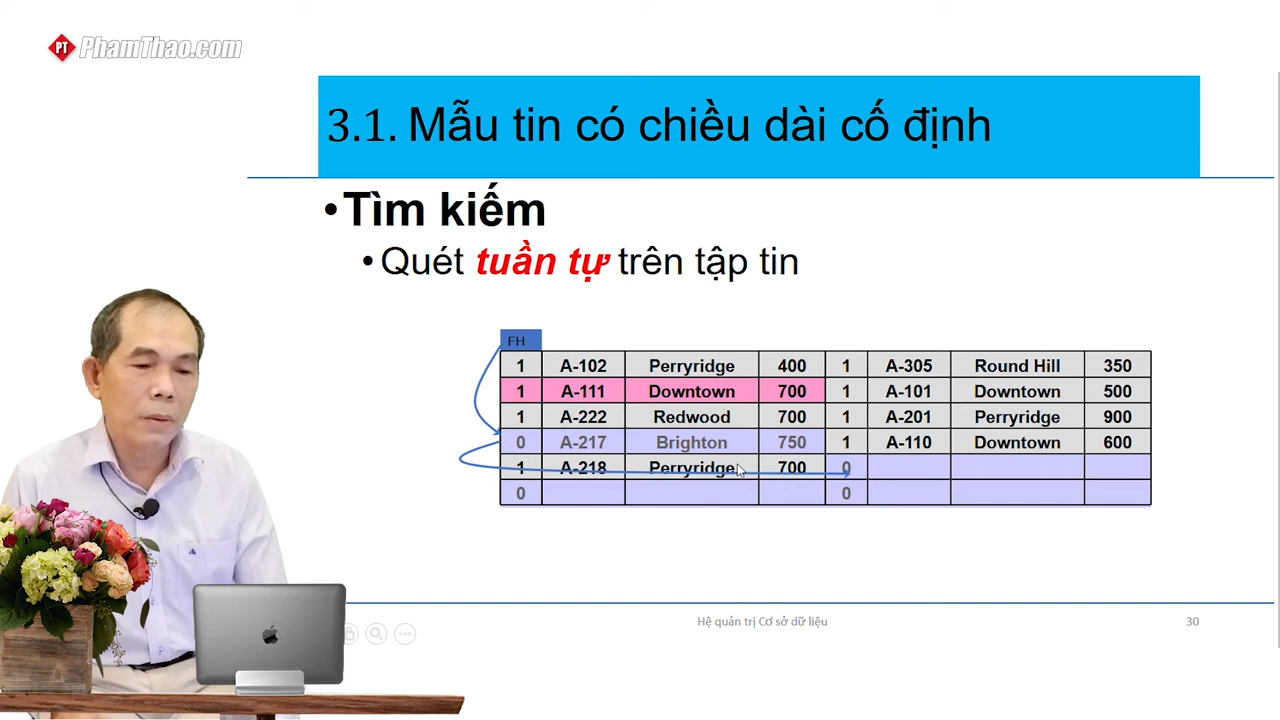 PT PhamThao.com
3.1. Mẫu tin có chiều dài cố định
•Tìm kiếm
•Quét tuần tự trên tập tin
FH
1 A-102 Perryridge 400 1 A-305 Round Hill 350
1 A-111 Downtown 700 1 A-101 Downtown 500
1 A-222 Redwood 700 1 A-201 Perryridge 900
0 A-217 Brighton 750 1 A-110 Downtown 600
1 A-218 Perryridge 700 0
0 0
Hệ quản trị Cơ sở dữ liệu 30